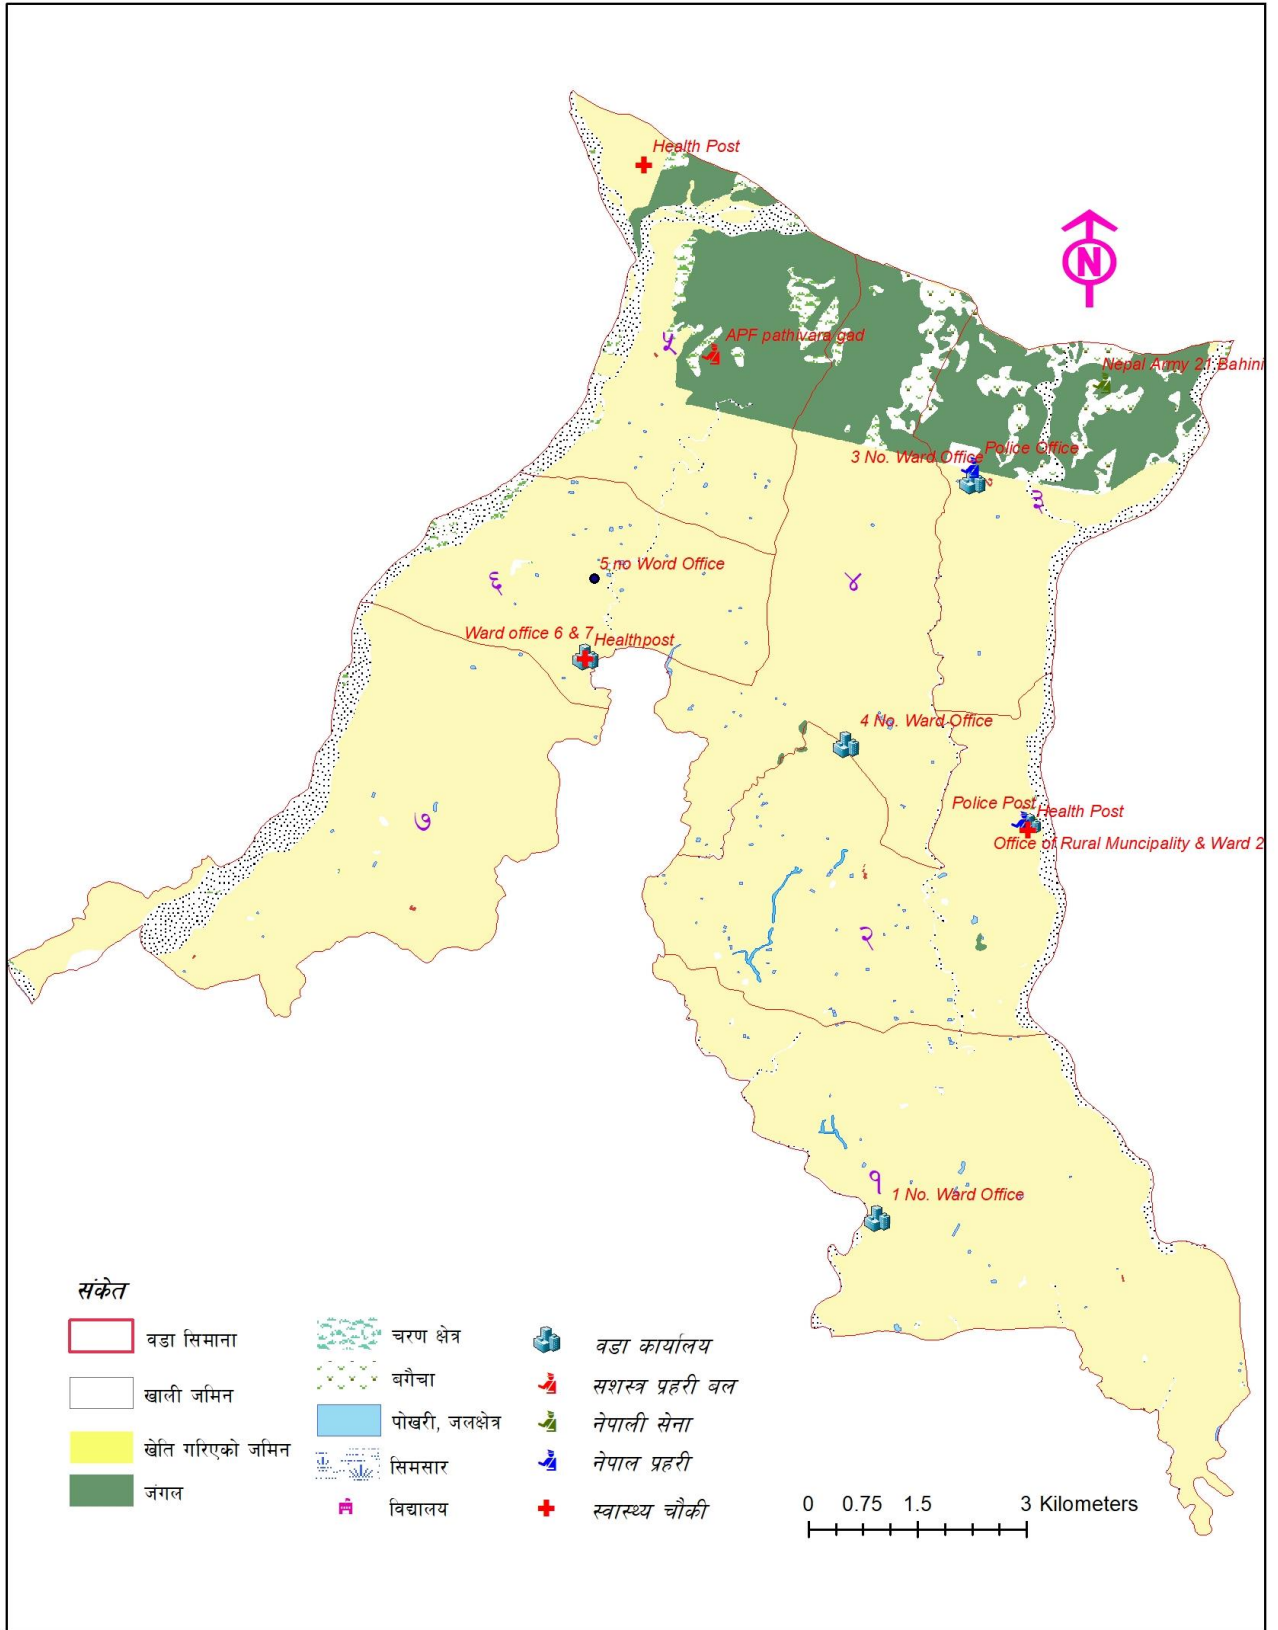 Health Post
N
APF pathivara gad
५
Nepal Army 21 Bahini
Police Office
3 No. Ward Office
३
5 no Word Office
६
४
Ward office 6 & 7
Healthpost
4 No. Ward Office
७
Police Post
Health Post
Office of Rural Muncipality & Ward 2
२
१
1 No. Ward Office
संकेत
वडा सिमाना
खाली जमिन
खेति गरिएको जमिन
जंगल
चरण क्षेत्र
बगैचा
पोखरी, जलक्षेत्र
सिमसार
विद्यालय
वडा कार्यालय
सशस्त्र प्रहरी बल
नेपाली सेना
नेपाल प्रहरी
स्वास्थ्य चौकी
0 0.75 1.5 3 Kilometers